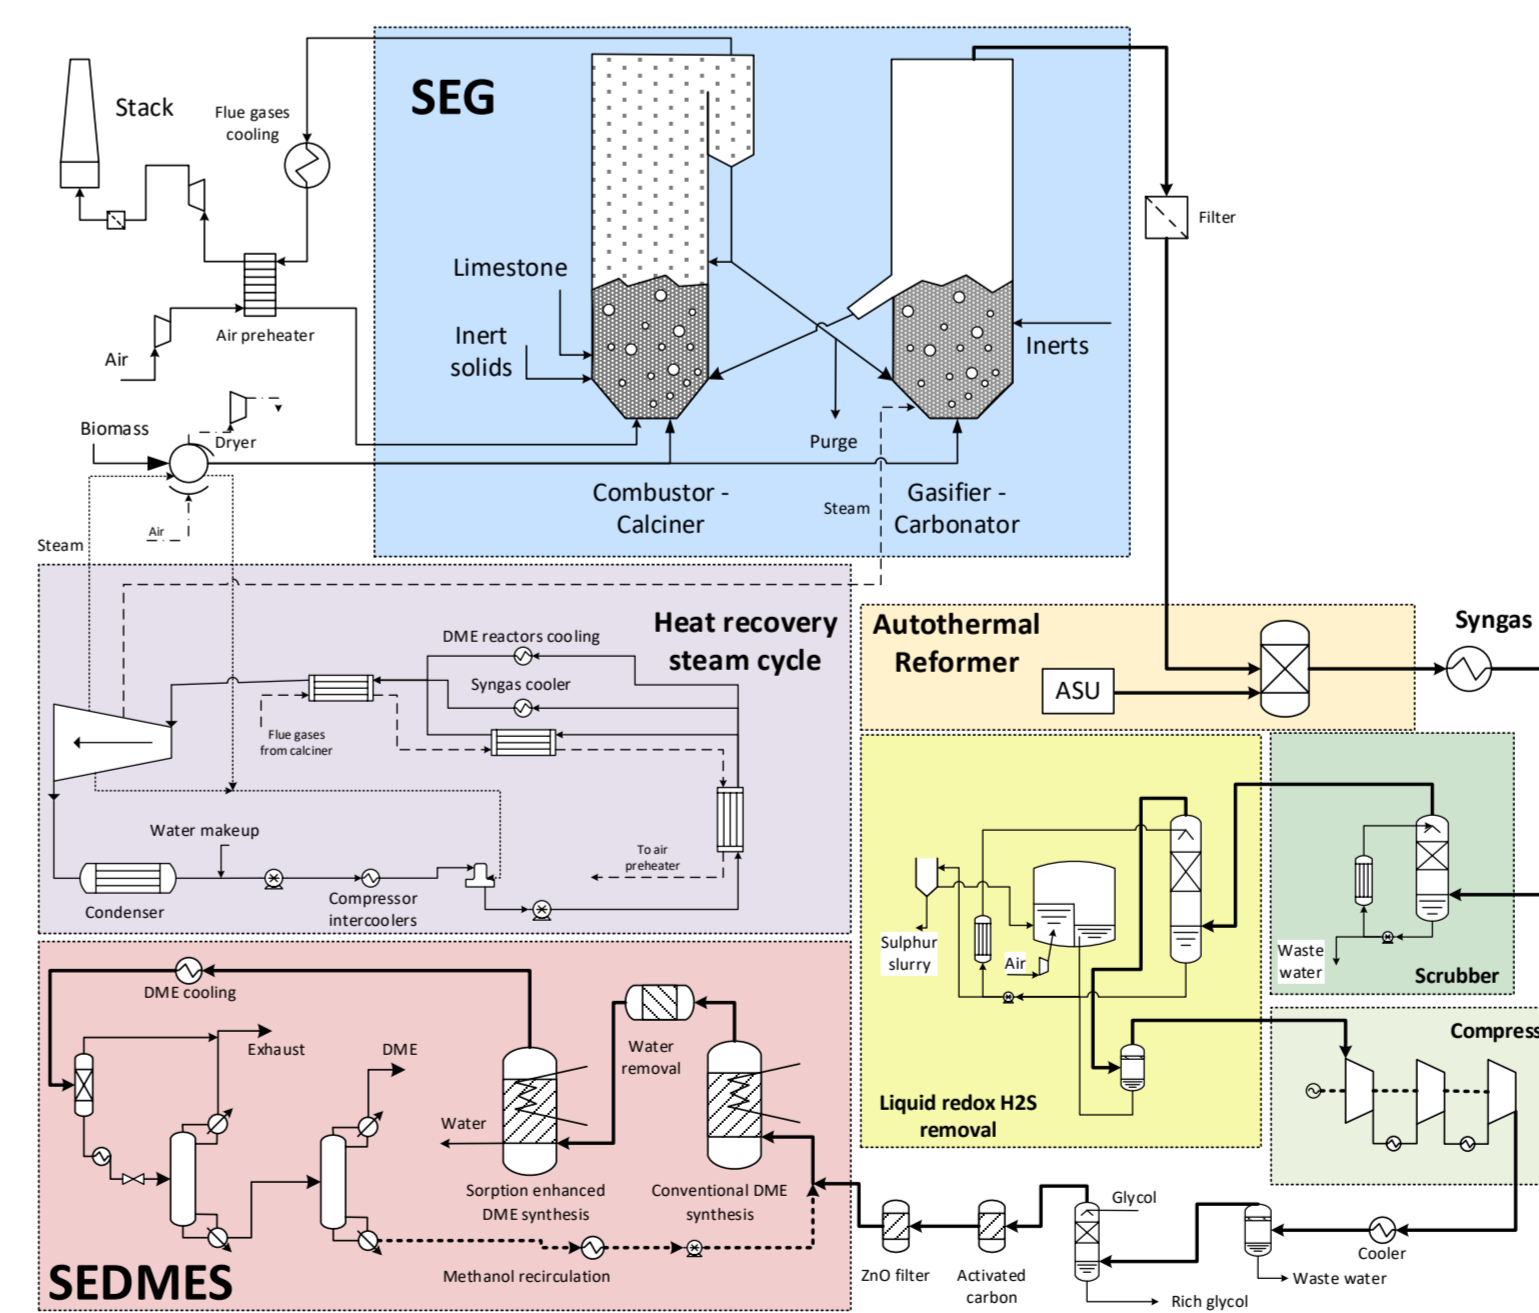 SEG
Stack
Flue gases
cooling
Filter
Limestone
Inert
solids
Inerts
Air preheater
Air
Biomass
Dryer
Purge
Combustor -
Calciner
Gasifier -
Carbonator
Steam
Air
Steam
Heat recovery
steam cycle
DME reactors cooling
Syngas cooler
Flue gases
from calciner
Water makeup
To air
preheater
Condenser
Compressor
intercoolers
Autothermal
Reformer
ASU
Syngas
Sulphur
slurry
Air
Liquid redox H2S
removal
Waste
water
Scrubber
Compress
DME cooling
Exhaust
DME
Water
removal
Water
Sorption enhanced
DME synthesis
Conventional DME
synthesis
Methanol recirculation
SEDMES
ZnO filter
Activated
carbon
Glycol
Rich glycol
Cooler
Waste water